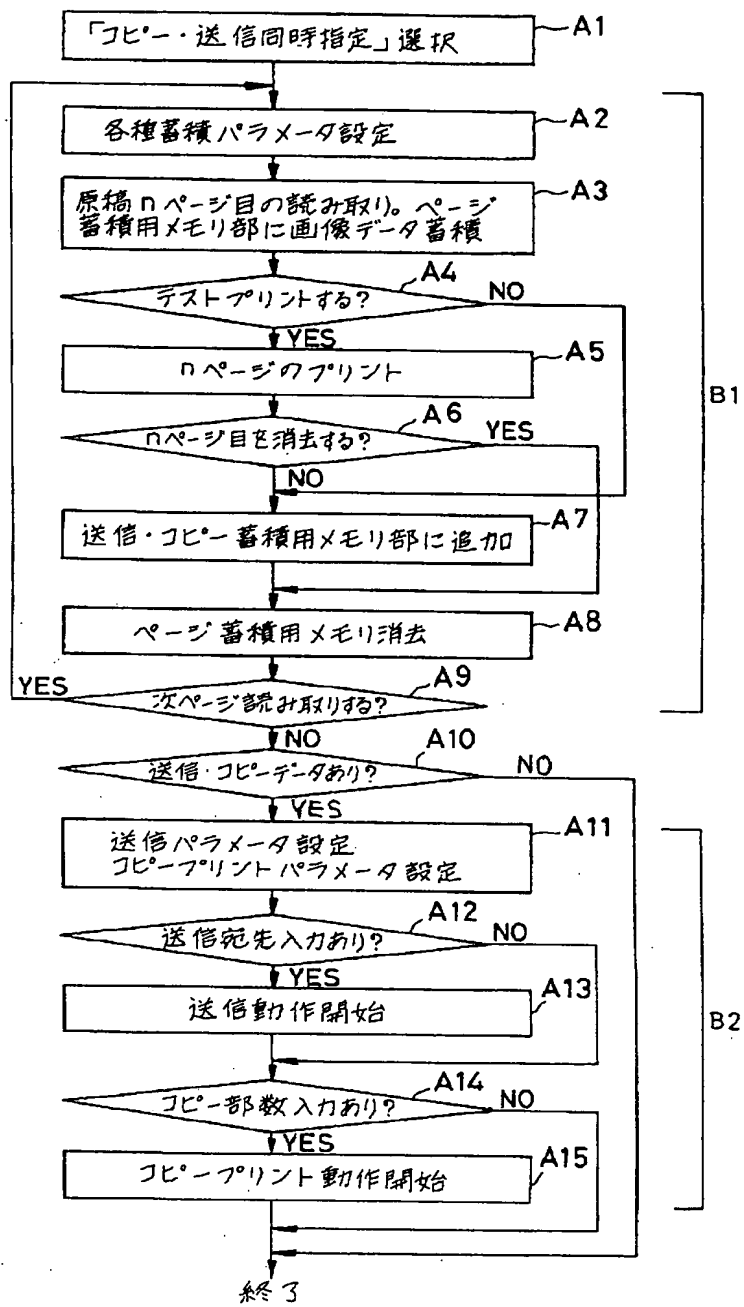 「コピー・送信同時指定」選択
A1
各種蓄積パラメータ設定
A2
原稿nページ目の読み取り。ページ
蓄積用メモリ部に画像データ蓄積
A3
テストプリントする?
A4
NO
YES
nページのプリント
A5
nページ目を消去する?
A6
YES
NO
送信・コピー蓄積用メモリ部に追加
A7
ページ蓄積用メモリ消去
A8
次ページ読み取りする?
A9
YES
NO
B1
送信・コピーデータあり?
A10
NO
YES
送信パラメータ設定
コピープリントパラメータ設定
A11
送信宛先入力あり?
A12
NO
YES
送信動作開始
A13
コピー部数入力あり?
A14
NO
YES
コピープリント動作開始
A15
B2
終了